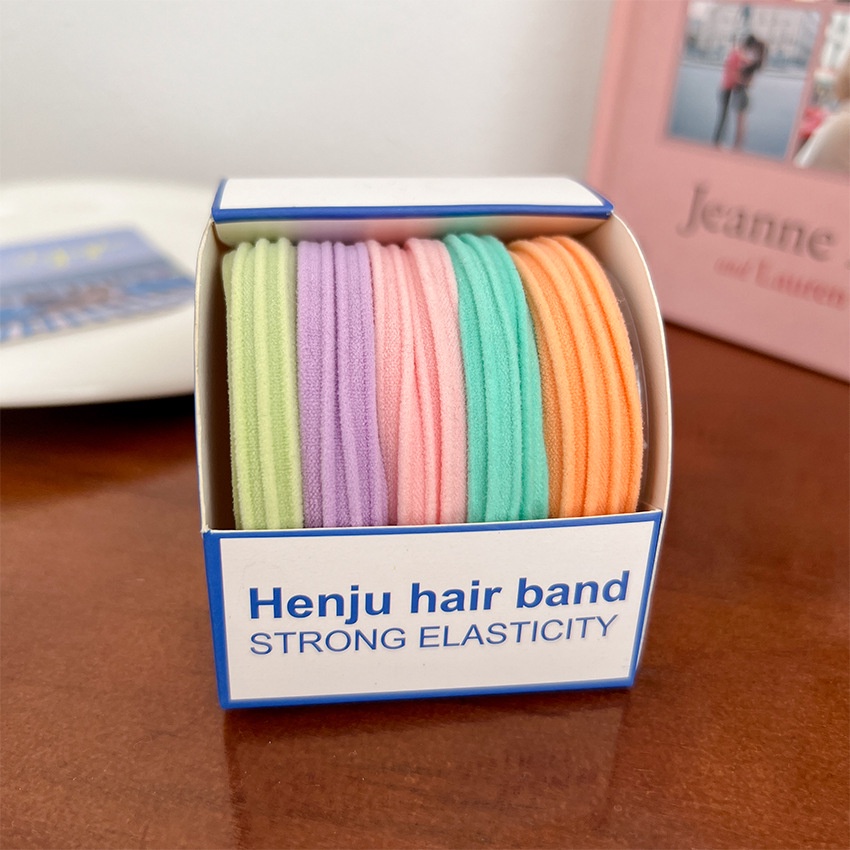 Jeanne
and Lauren
Henju hair band
STRONG ELASTICITY